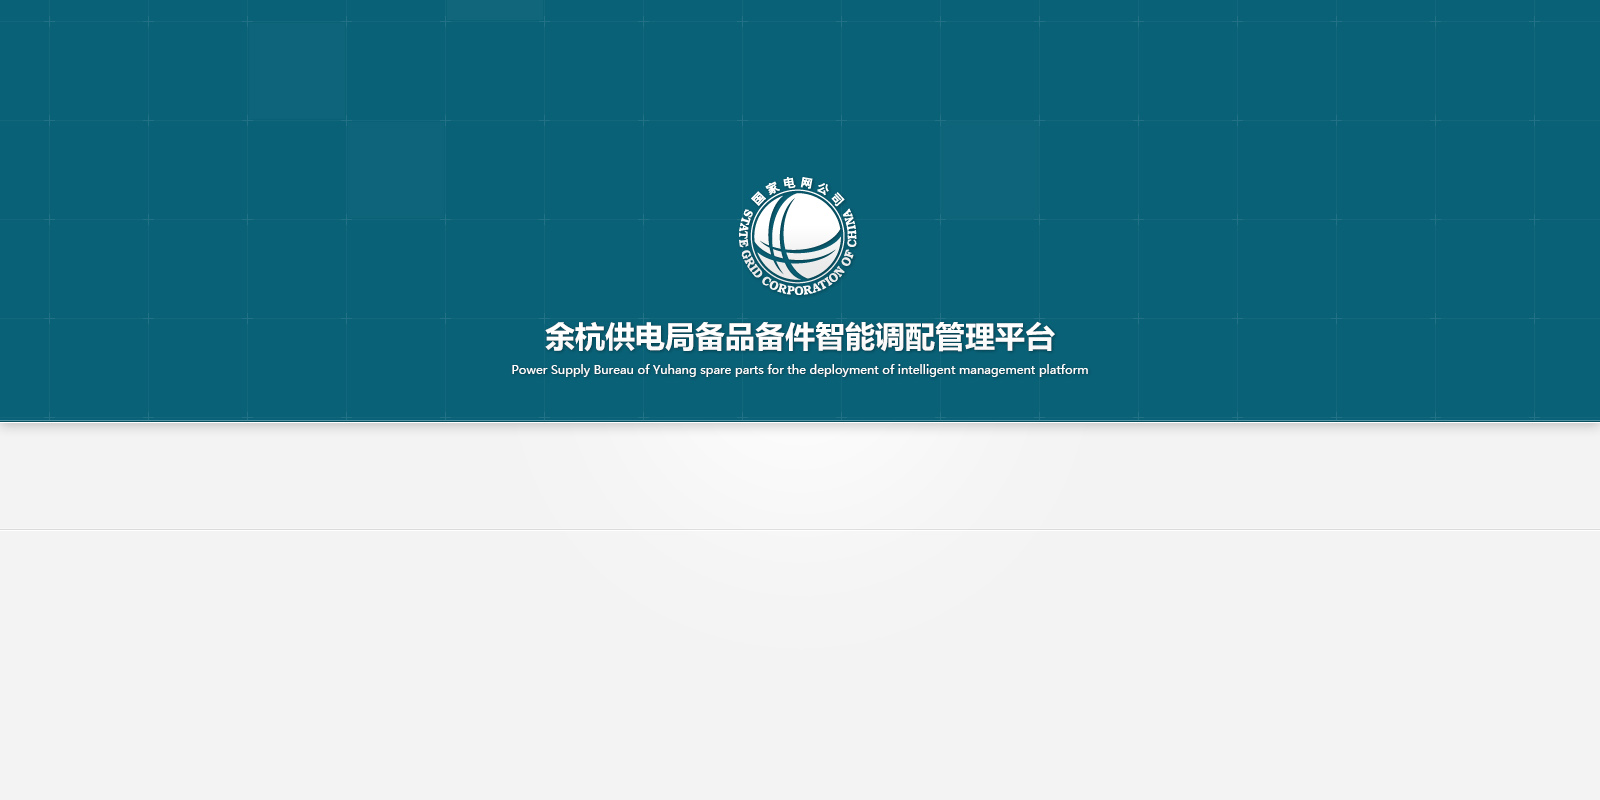 国家电网公司
STATE GRID CORPORATION OF CHINA
余杭供电局备品备件智能调配管理平台
Power Supply Bureau of Yuhang spare parts for the deployment of intelligent management platform